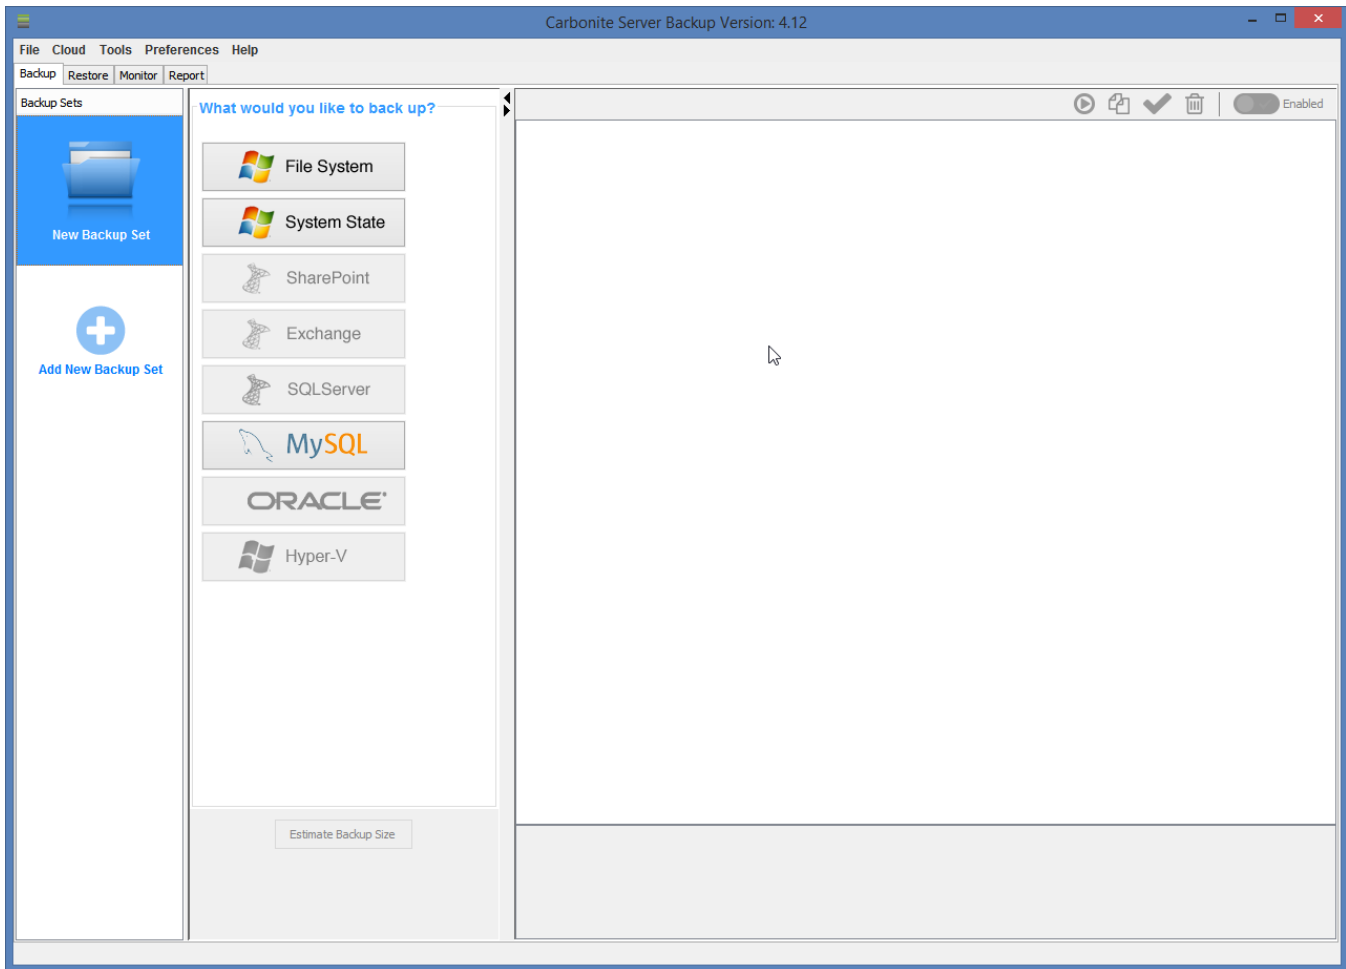 Carbonite Server Backup Version: 4.12
File Cloud Tools Preferences Help
Backup Restore Monitor Report
Backup Sets
What would you like to back up?
Enabled
File System
System State
New Backup Set
SharePoint
Exchange
Add New Backup Set
SQLServer
MySQL
ORACLE
Hyper-V
Estimate Backup Size